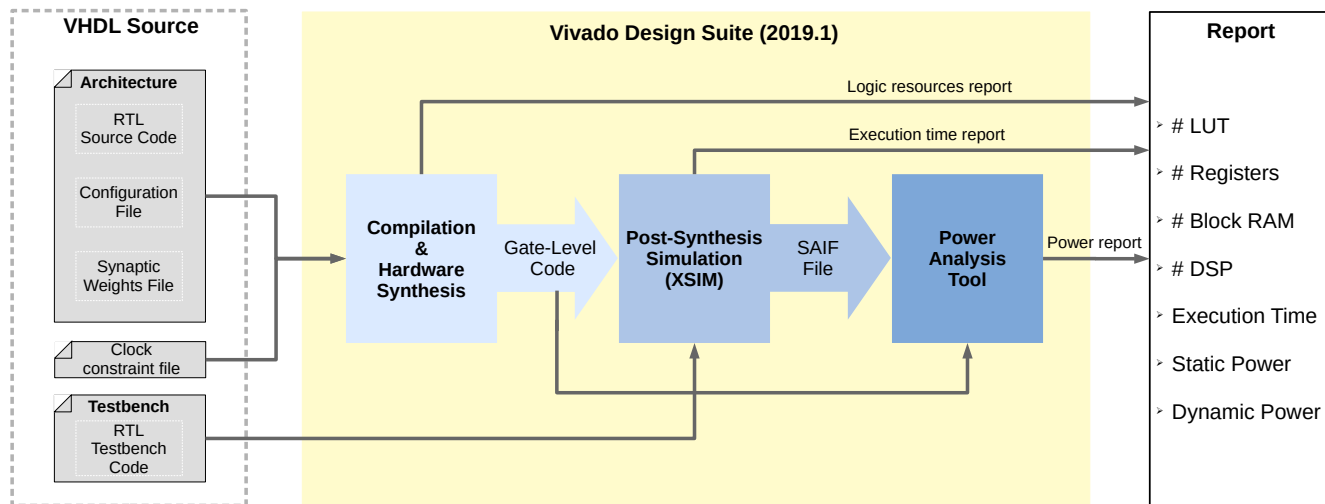 VHDL Source
Architecture
RTL
Source Code
Configuration
File
Synaptic
Weights File
Clock
constraint file
Testbench
RTL
Testbench
Code
Vivado Design Suite (2019.1)
Logic resources report
Execution time report
Compilation
&
Hardware
Synthesis
Gate-Level
Code
Post-Synthesis
Simulation
(XSIM)
SAIF
File
Power
Analysis
Tool
Power report
Report
➢ # LUT
➢ # Registers
➢ # Block RAM
➢ # DSP
➢ Execution Time
➢ Static Power
➢ Dynamic Power